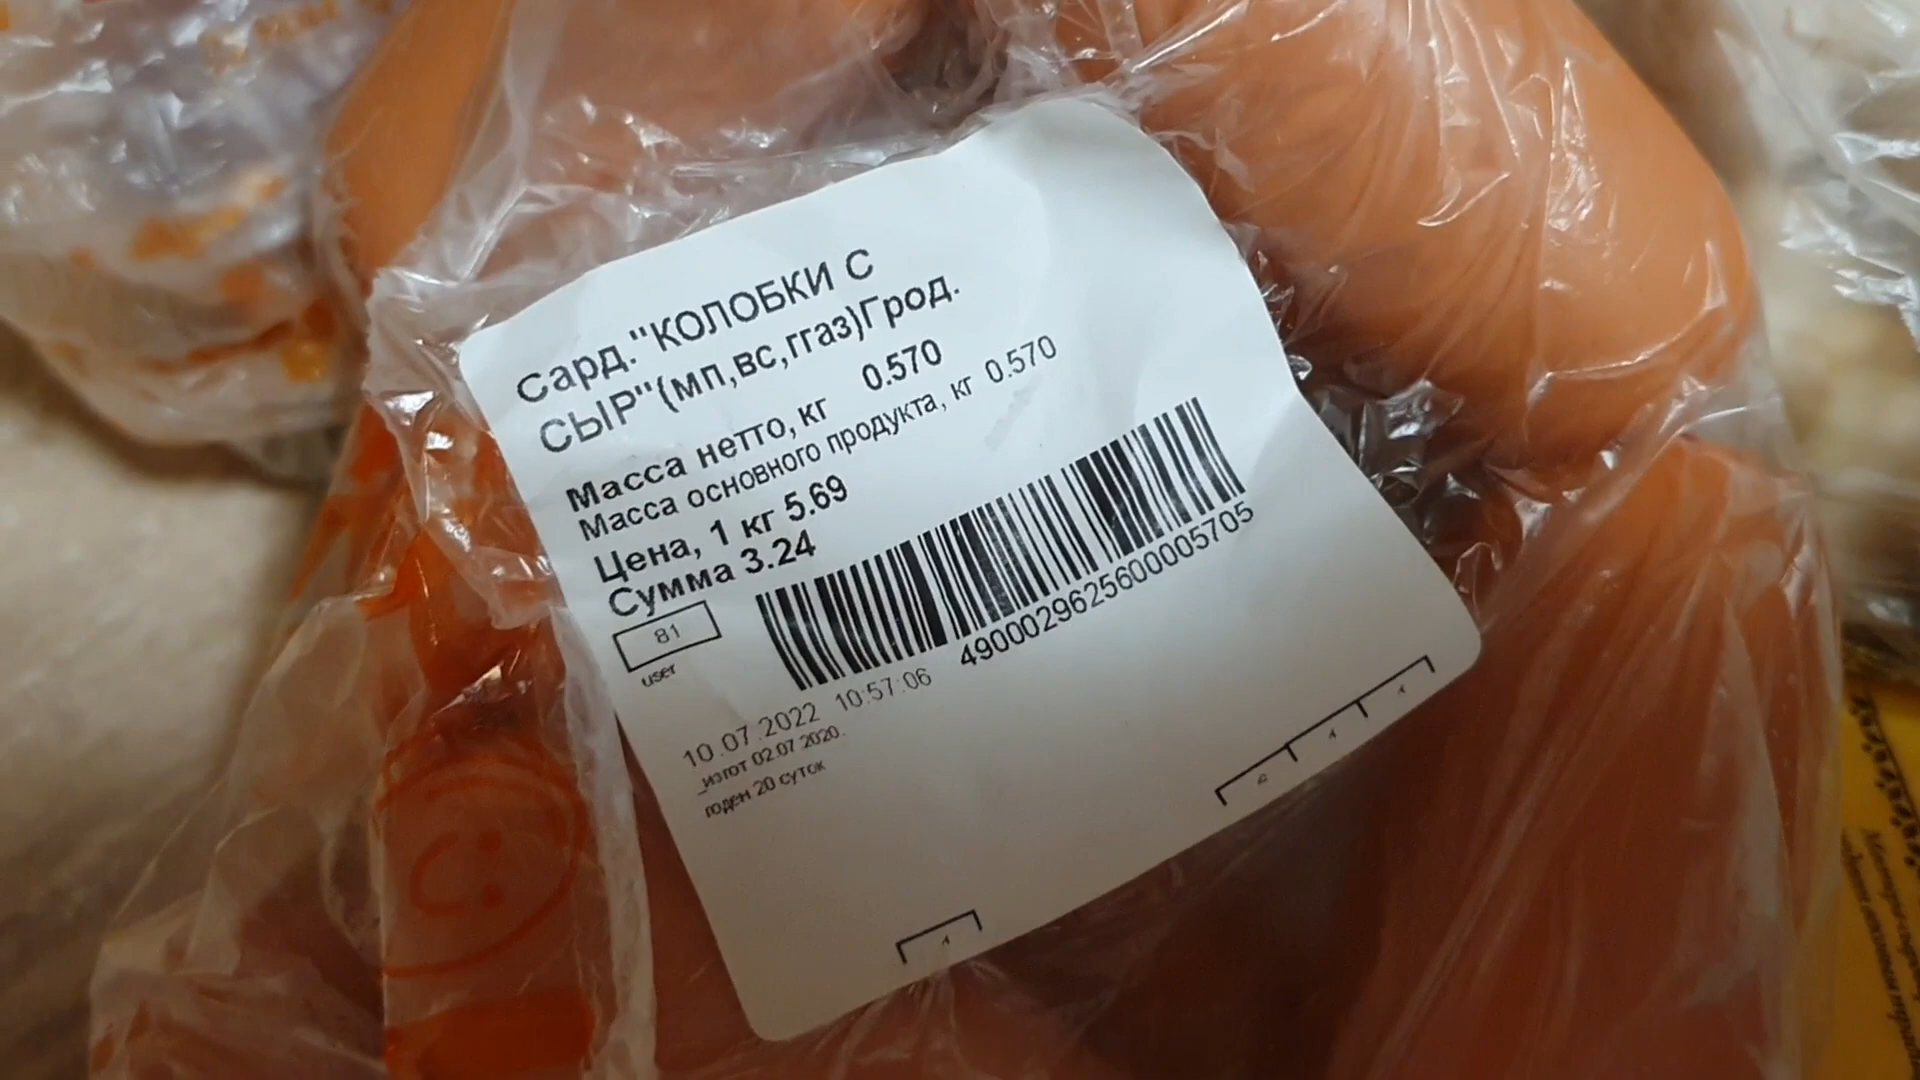 Сард."КОЛОБКИ С
СЫР"(мп,вс,ггаз)Грод.
Масса нетто, кг 0.570
Масса основного продукта, кг 0.570
Цена, 1 кг 5.69
Сумма 3.24
81
user
4900029625600005705
10.07.2022 10:57:06
_изгот 02.07.2020.
годен 20 суток